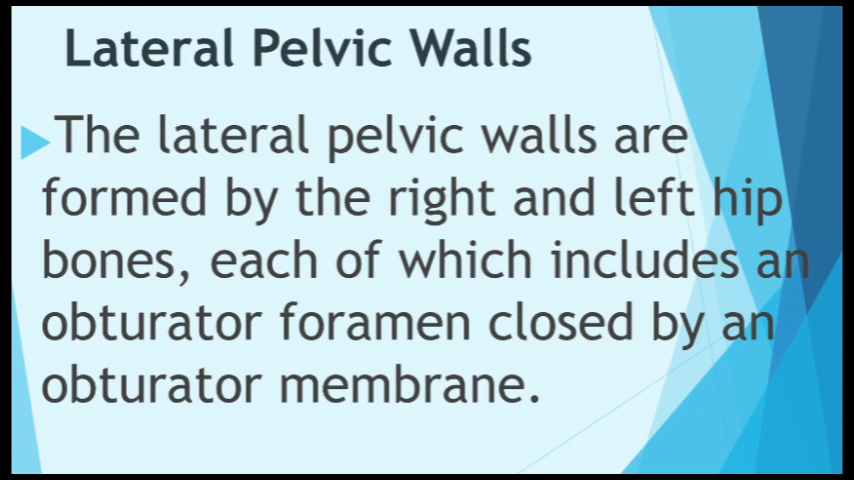 Lateral Pelvic Walls
The lateral pelvic walls are
formed by the right and left hip
bones, each of which includes an
obturator foramen closed by an
obturator membrane.